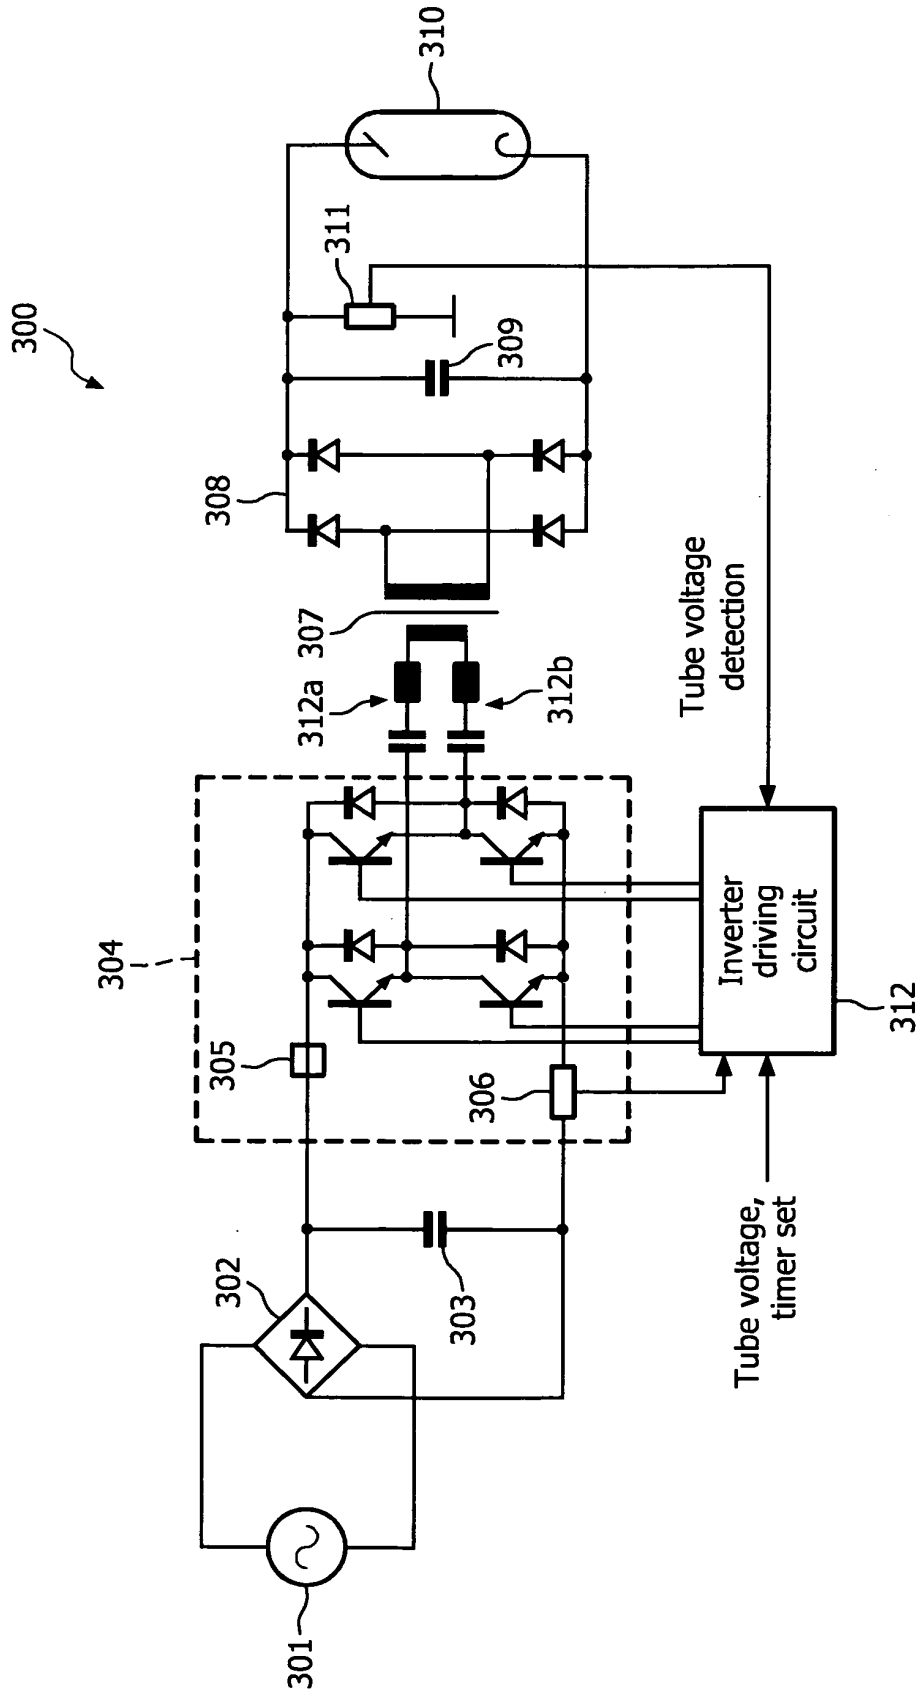 300
301
302
303
304
305
306
307
308
309
310
311
312a
312b
Tube voltage
detection
Inverter
driving
circuit
312
Tube voltage,
timer set